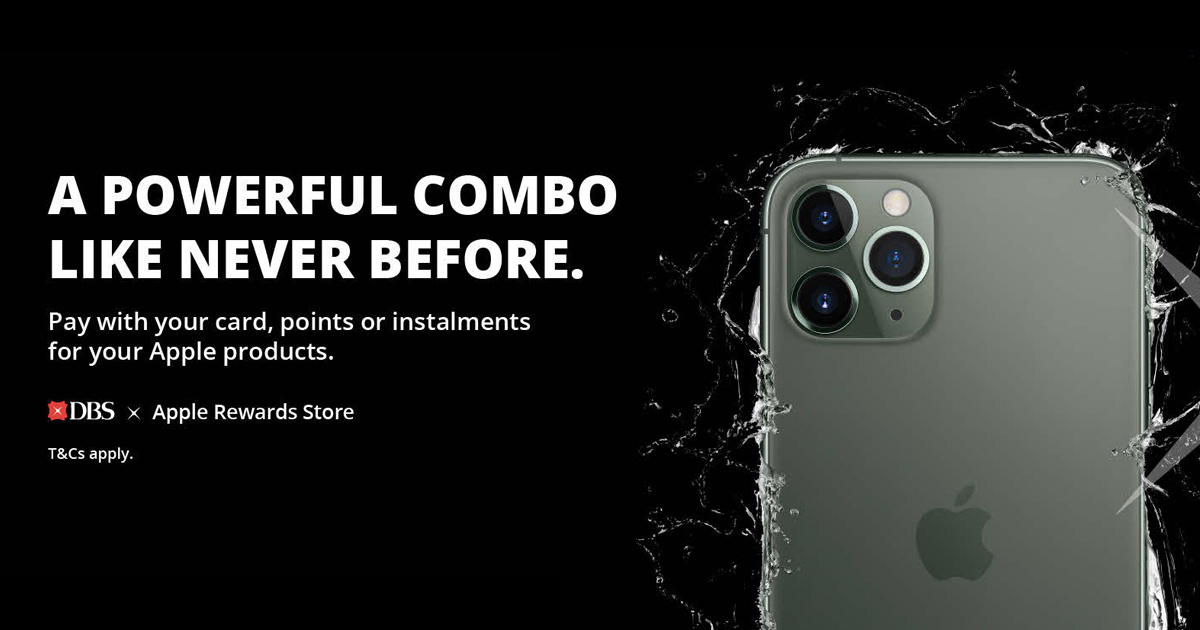 A POWERFUL COMBO
LIKE NEVER BEFORE.
Pay with your card, points or instalments
for your Apple products.
DBS × Apple Rewards Store
T&Cs apply.